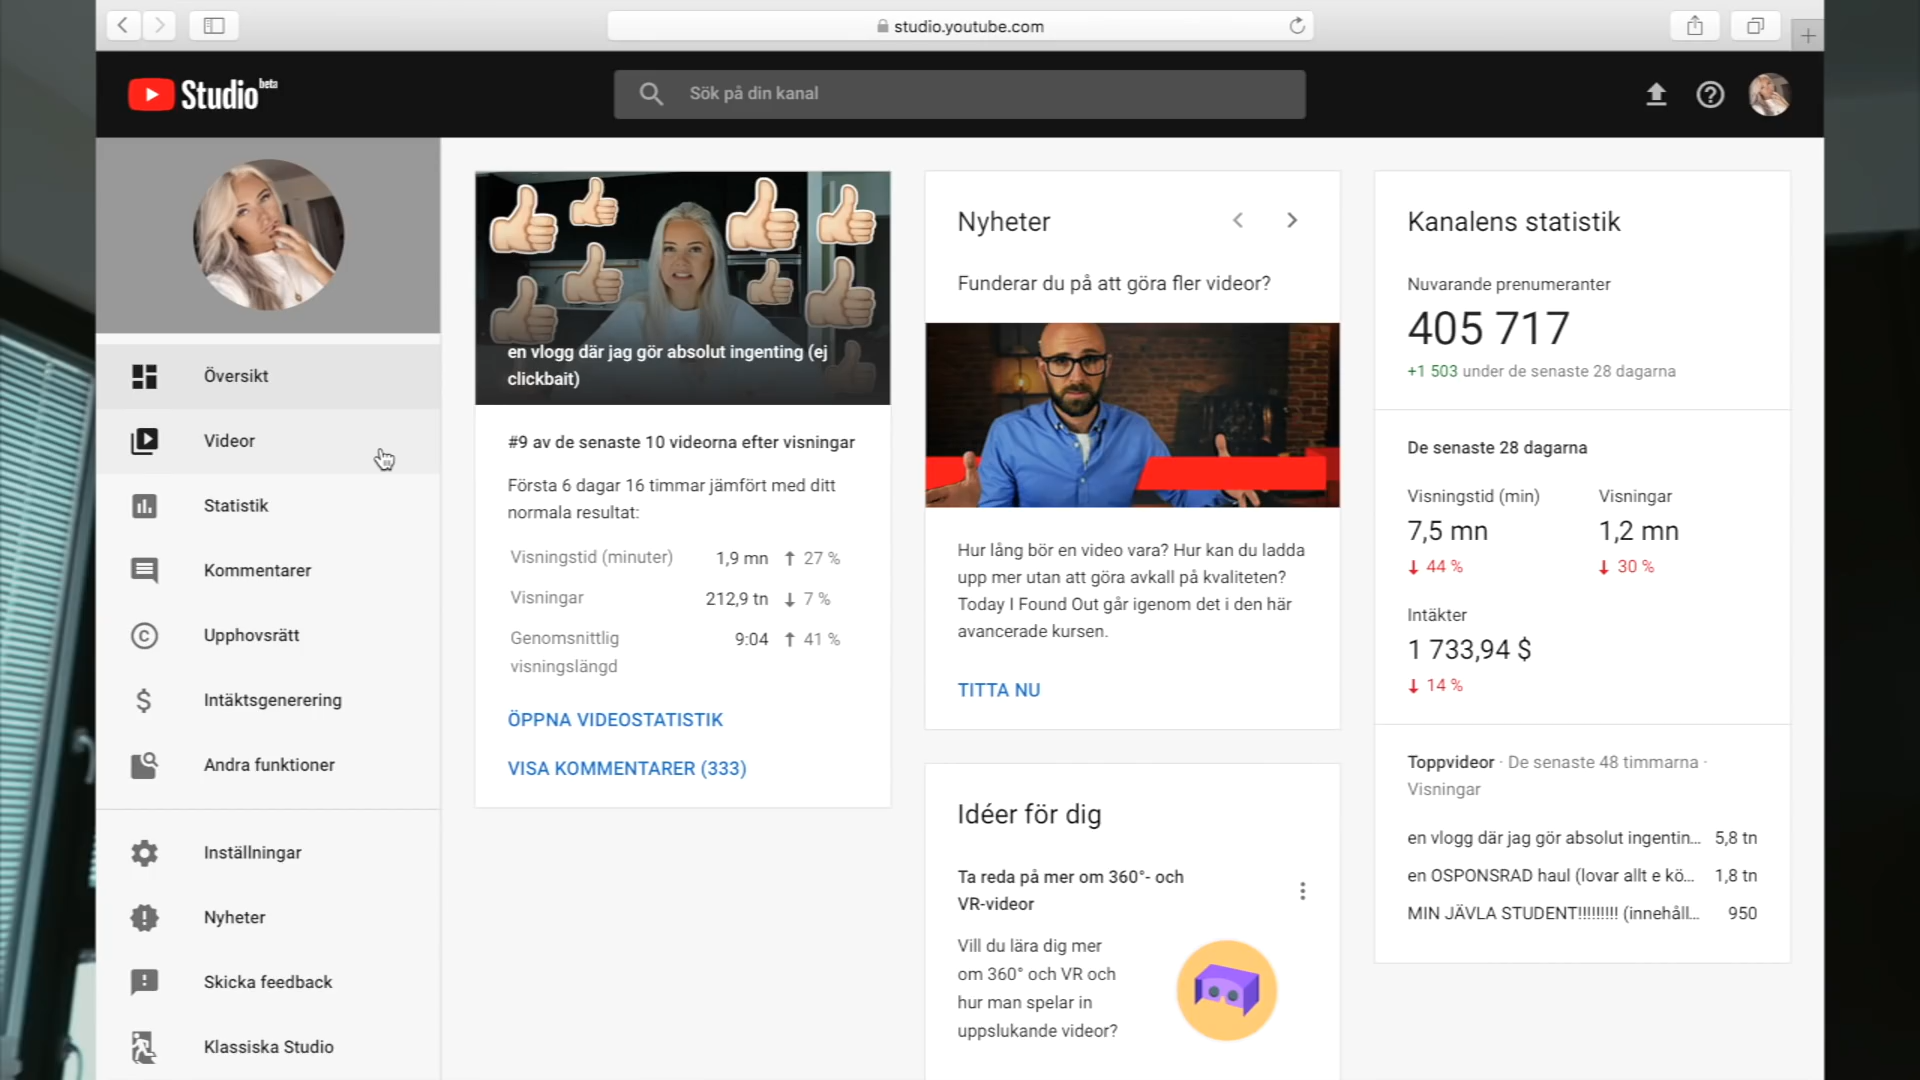 studio.youtube.com
Studio beta
Sök på din kanal
Översikt
Videor
Statistik
Kommentarer
Upphovsrätt
Intäktsgenerering
Andra funktioner
Inställningar
Nyheter
Skicka feedback
Klassiska Studio
en vlogg där jag gör absolut ingenting (ej
clickbait)
#9 av de senaste 10 videorna efter visningar
Första 6 dagar 16 timmar jämfört med ditt
normala resultat:
Visningstid (minuter) 1,9 mn ↑ 27 %
Visningar 212,9 tn ↓ 7 %
Genomsnittlig 9:04 ↑ 41 %
visningslängd
ÖPPNA VIDEOSTATISTIK
VISA KOMMENTARER (333)
Nyheter
Funderar du på att göra fler videor?
Hur lång bör en video vara? Hur kan du ladda
upp mer utan att göra avkall på kvaliteten?
Today I Found Out går igenom det i den här
avancerade kursen.
TITTA NU
Idéer för dig
Ta reda på mer om 360°- och
VR-videor
Vill du lära dig mer
om 360° och VR och
hur man spelar in
uppslukande videor?
Kanalens statistik
Nuvarande prenumeranter
405 717
+1 503 under de senaste 28 dagarna
De senaste 28 dagarna
Visningstid (min) Visningar
7,5 mn 1,2 mn
↓ 44 % ↓ 30 %
Intäkter
1 733,94 $
↓ 14 %
Toppvideor · De senaste 48 timmarna ·
Visningar
en vlogg där jag gör absolut ingentin... 5,8 tn
en OSPONSRAD haul (lovar allt e kö... 1,8 tn
MIN JÄVLA STUDENT!!!!!!!!! (innehåll... 950